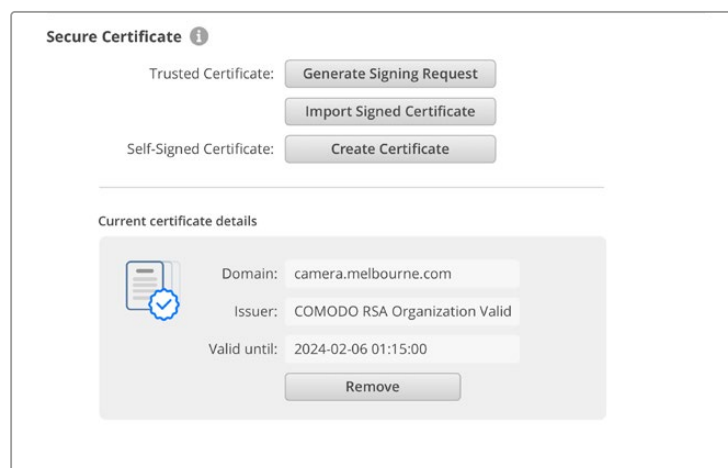 Secure Certificate
Trusted Certificate: Generate Signing Request
Import Signed Certificate
Self-Signed Certificate: Create Certificate
Current certificate details
Domain: camera.melbourne.com
Issuer: COMODO RSA Organization Valid
Valid until: 2024-02-06 01:15:00
Remove